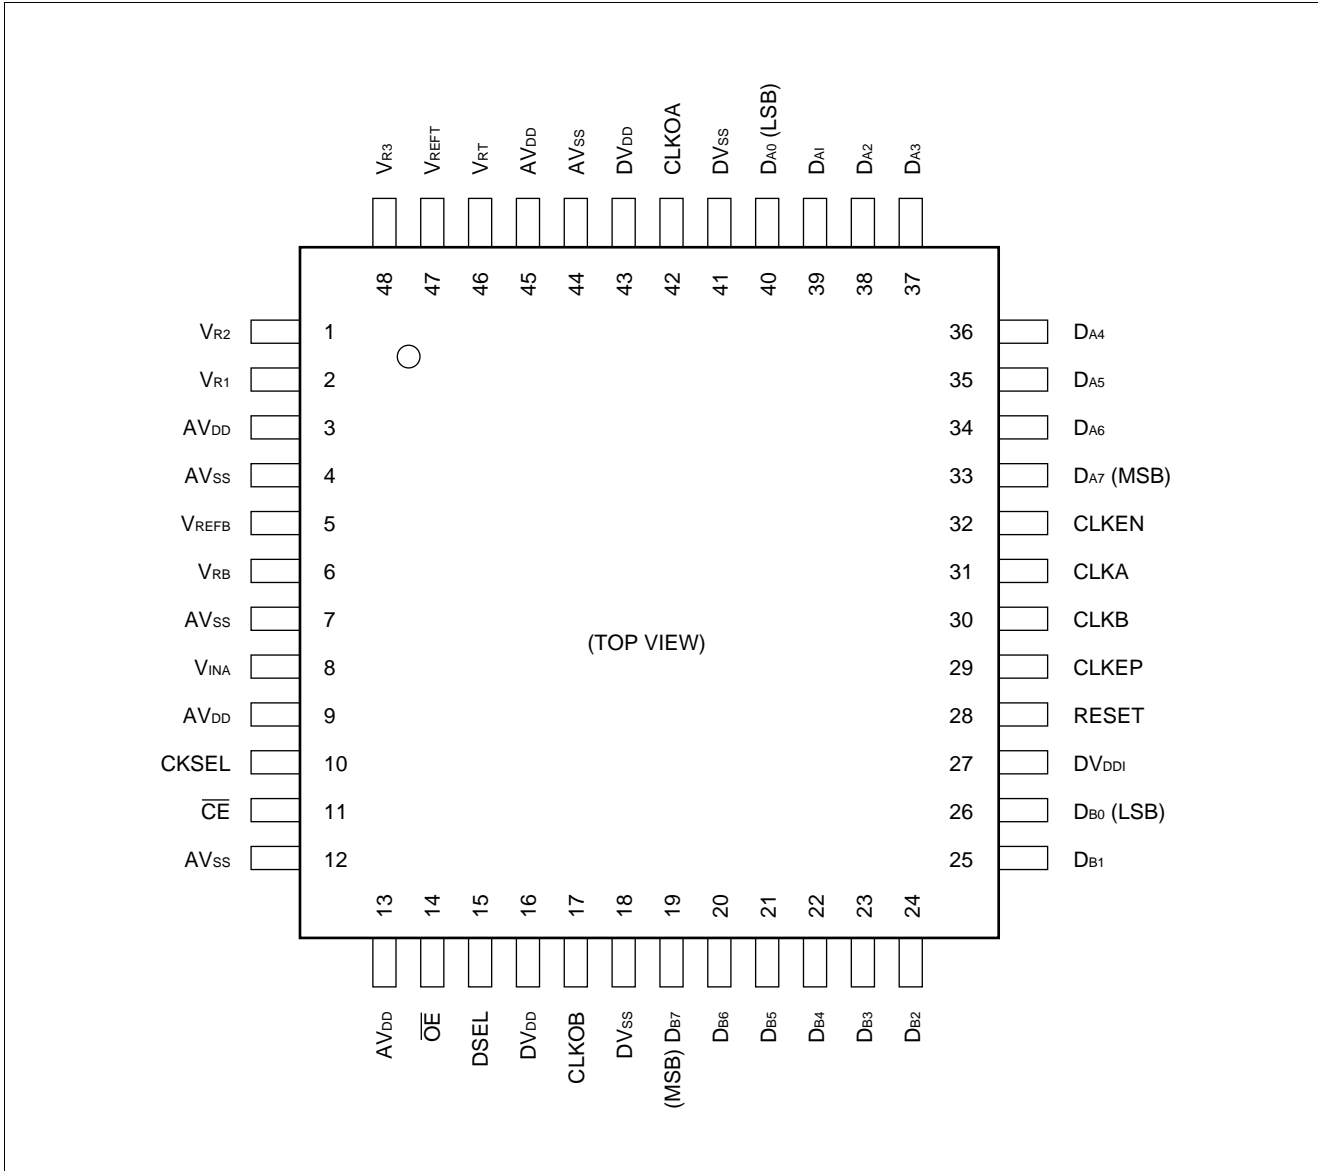 VR3 VREFT VRT AVDD AVSS DVDD CLKOA DVSS DA0 (LSB) DAI DA2 DA3
48 47 46 45 44 43 42 41 40 39 38 37
VR2 1 36 DA4
VR1 2 35 DA5
AVDD 3 34 DA6
AVSS 4 33 DA7 (MSB)
VREFB 5 32 CLKEN
VRB 6 31 CLKA
AVSS 7 30 CLKB
(TOP VIEW)
VINA 8 29 CLKEP
AVDD 9 28 RESET
CKSEL 10 27 DVDDI
CE 11 26 DB0 (LSB)
AVSS 12 25 DB1
13 14 15 16 17 18 19 20 21 22 23 24
AVDD OE DSEL DVDD CLKOB DVSS (MSB) DB7 DB6 DB5 DB4 DB3 DB2